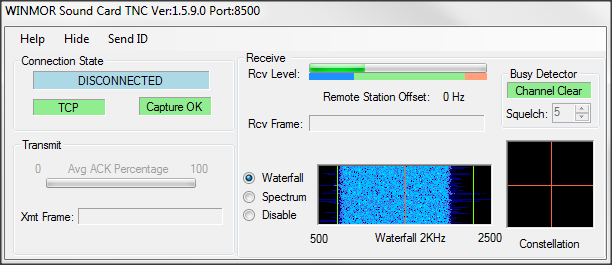 WINMOR Sound Card TNC Ver:1.5.9.0 Port:8500
Help Hide Send ID
Connection State
DISCONNECTED
TCP Capture OK
Transmit
0 Avg ACK Percentage 100
Xmt Frame:
Receive
Rcv Level:
Remote Station Offset: 0 Hz
Rcv Frame:
Busy Detector
Channel Clear
Squelch: 5
Waterfall
Spectrum
Disable
500 Waterfall 2KHz 2500
Constellation